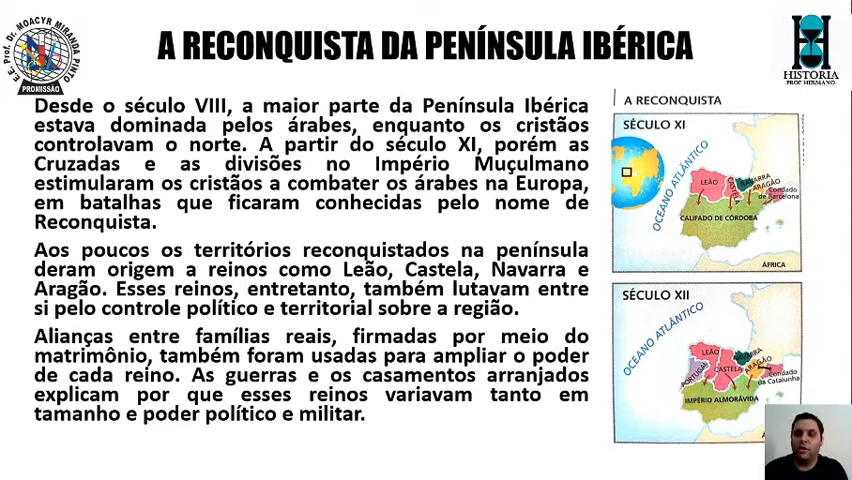 E.E. Prof. Dr. MOACYR MIRANDA PINTO
PROMISSÃO
A RECONQUISTA DA PENÍNSULA IBÉRICA
HISTORIA
PROF HERMANO
Desde o século VIII, a maior parte da Península Ibérica
estava dominada pelos árabes, enquanto os cristãos
controlavam o norte. A partir do século XI, porém as
Cruzadas e as divisões no Império Muçulmano
estimularam os cristãos a combater os árabes na Europa,
em batalhas que ficaram conhecidas pelo nome de
Reconquista.
Aos poucos os territórios reconquistados na península
deram origem a reinos como Leão, Castela, Navarra e
Aragão. Esses reinos, entretanto, também lutavam entre
si pelo controle político e territorial sobre a região.
Alianças entre famílias reais, firmadas por meio do
matrimônio, também foram usadas para ampliar o poder
de cada reino. As guerras e os casamentos arranjados
explicam por que esses reinos variavam tanto em
tamanho e poder político e militar.
A RECONQUISTA
SÉCULO XI
OCEANO ATLÂNTICO
LEÃO
CASTELA
NAVARRA
ARAGÃO
Condado
de Barcelona
CALIFADO DE CÓRDOBA
ÁFRICA
SÉCULO XII
OCEANO ATLÂNTICO
LEÃO
NAVARRA
PORTUGAL
CASTELA
ARAGÃO
Condado
da Catalunha
IMPÉRIO ALMORÁVIDA